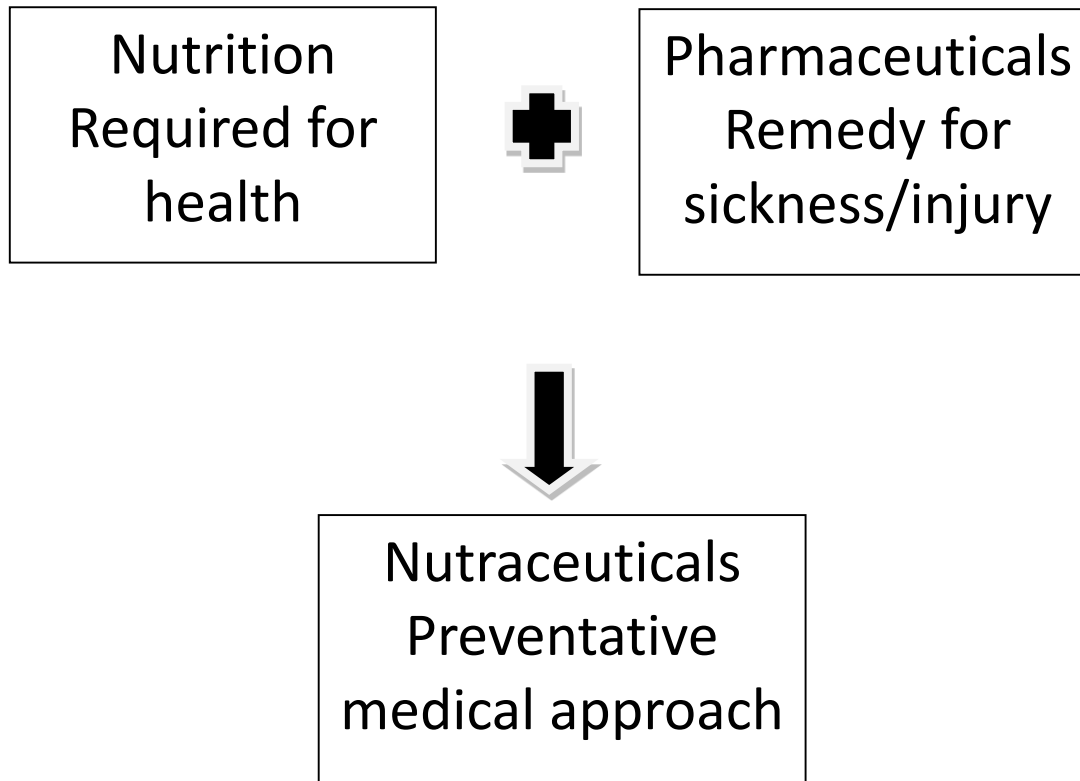 Nutrition
Required for
health
Pharmaceuticals
Remedy for
sickness/injury
Nutraceuticals
Preventative
medical approach